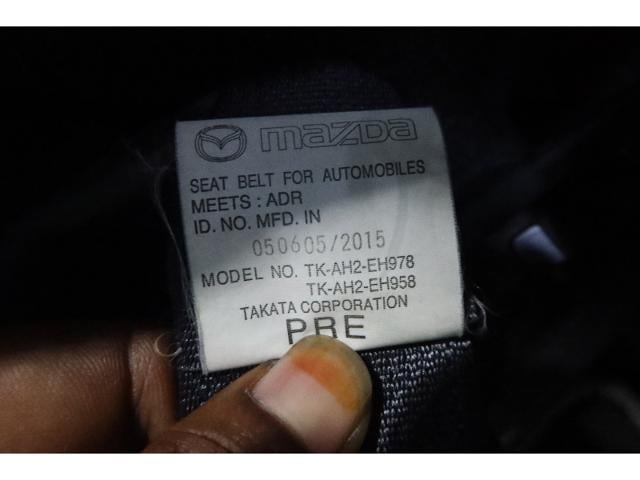 mazda
SEAT BELT FOR AUTOMOBILES
MEETS : ADR
ID. NO. MFD. IN
050605/2015
MODEL NO. TK-AH2-EH978
TK-AH2-EH958
TAKATA CORPORATION
PRE